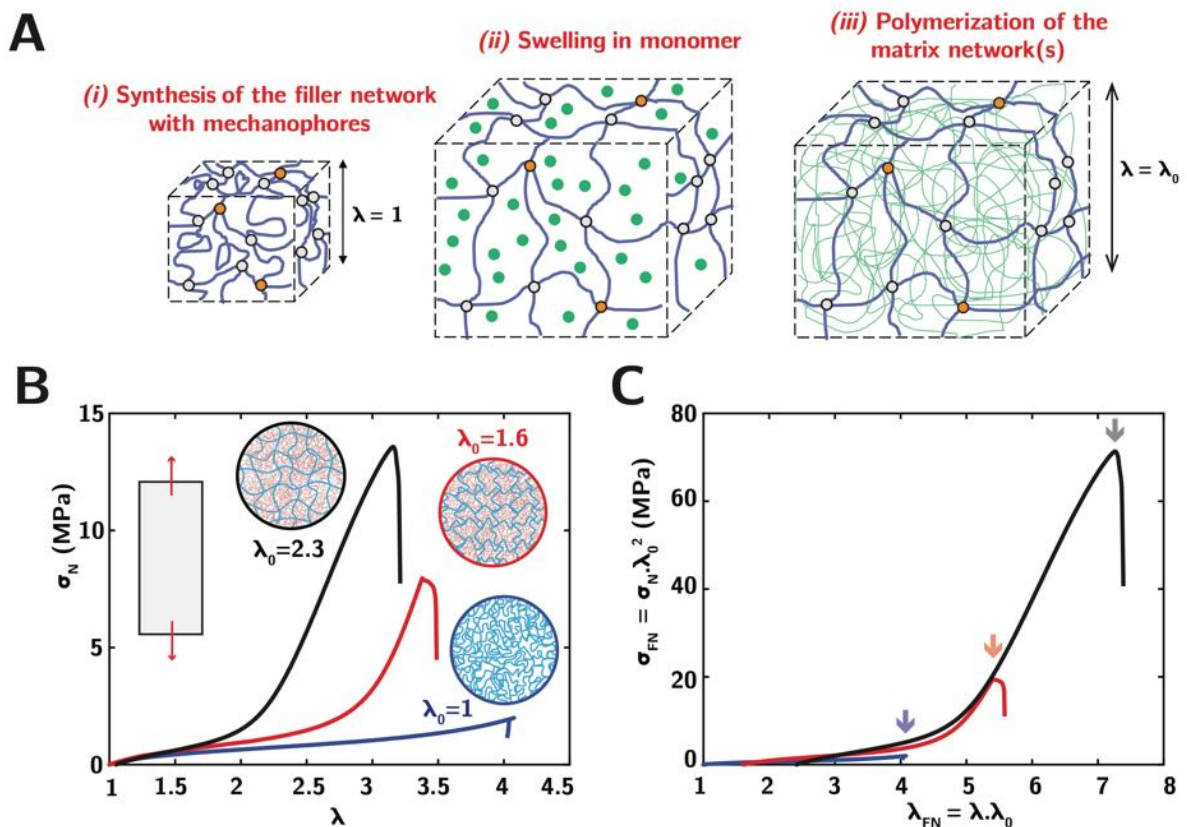 A
(i) Synthesis of the filler network
with mechanophores
λ = 1
(ii) Swelling in monomer
(iii) Polymerization of the
matrix network(s)
λ = λ₀
B
σN (MPa)
15
10
5
0
1
1.5
2
2.5
3
3.5
4
4.5
λ
λ₀=2.3
λ₀=1.6
λ₀=1
C
σFN = σN.λ₀² (MPa)
80
60
40
20
0
1
2
3
4
5
6
7
8
λFN = λ.λ₀